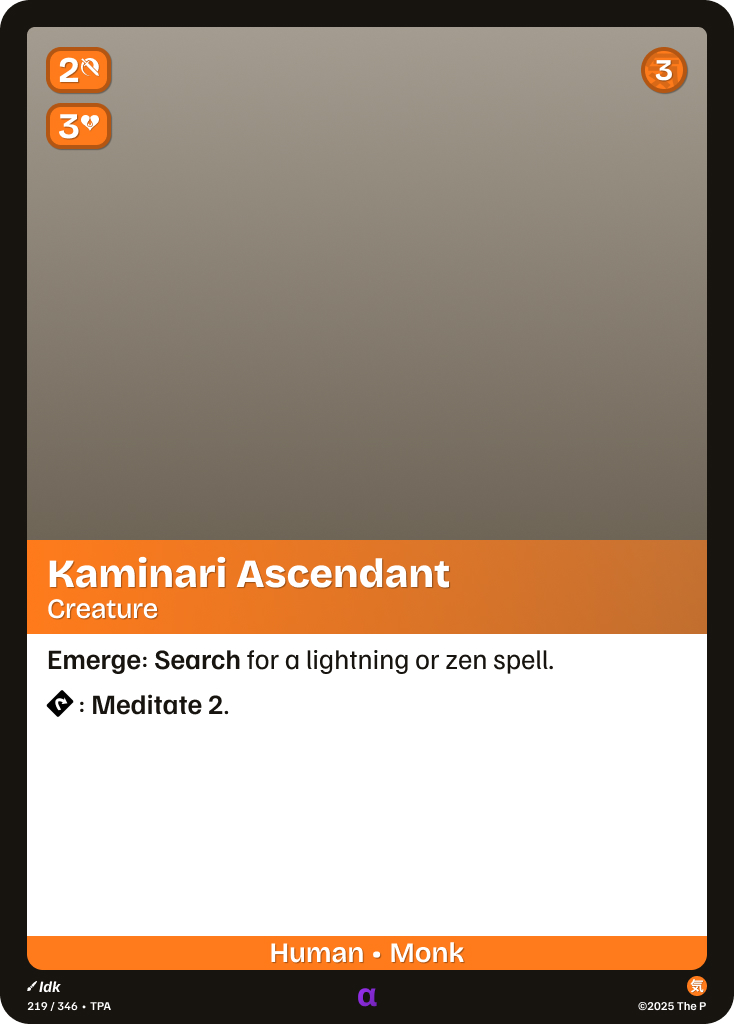 2
3
3
Kaminari Ascendant
Creature
Emerge: Search for a lightning or zen spell.
: Meditate 2.
Human • Monk
Idk
219 / 346 • TPA
α
気
©2025 The P